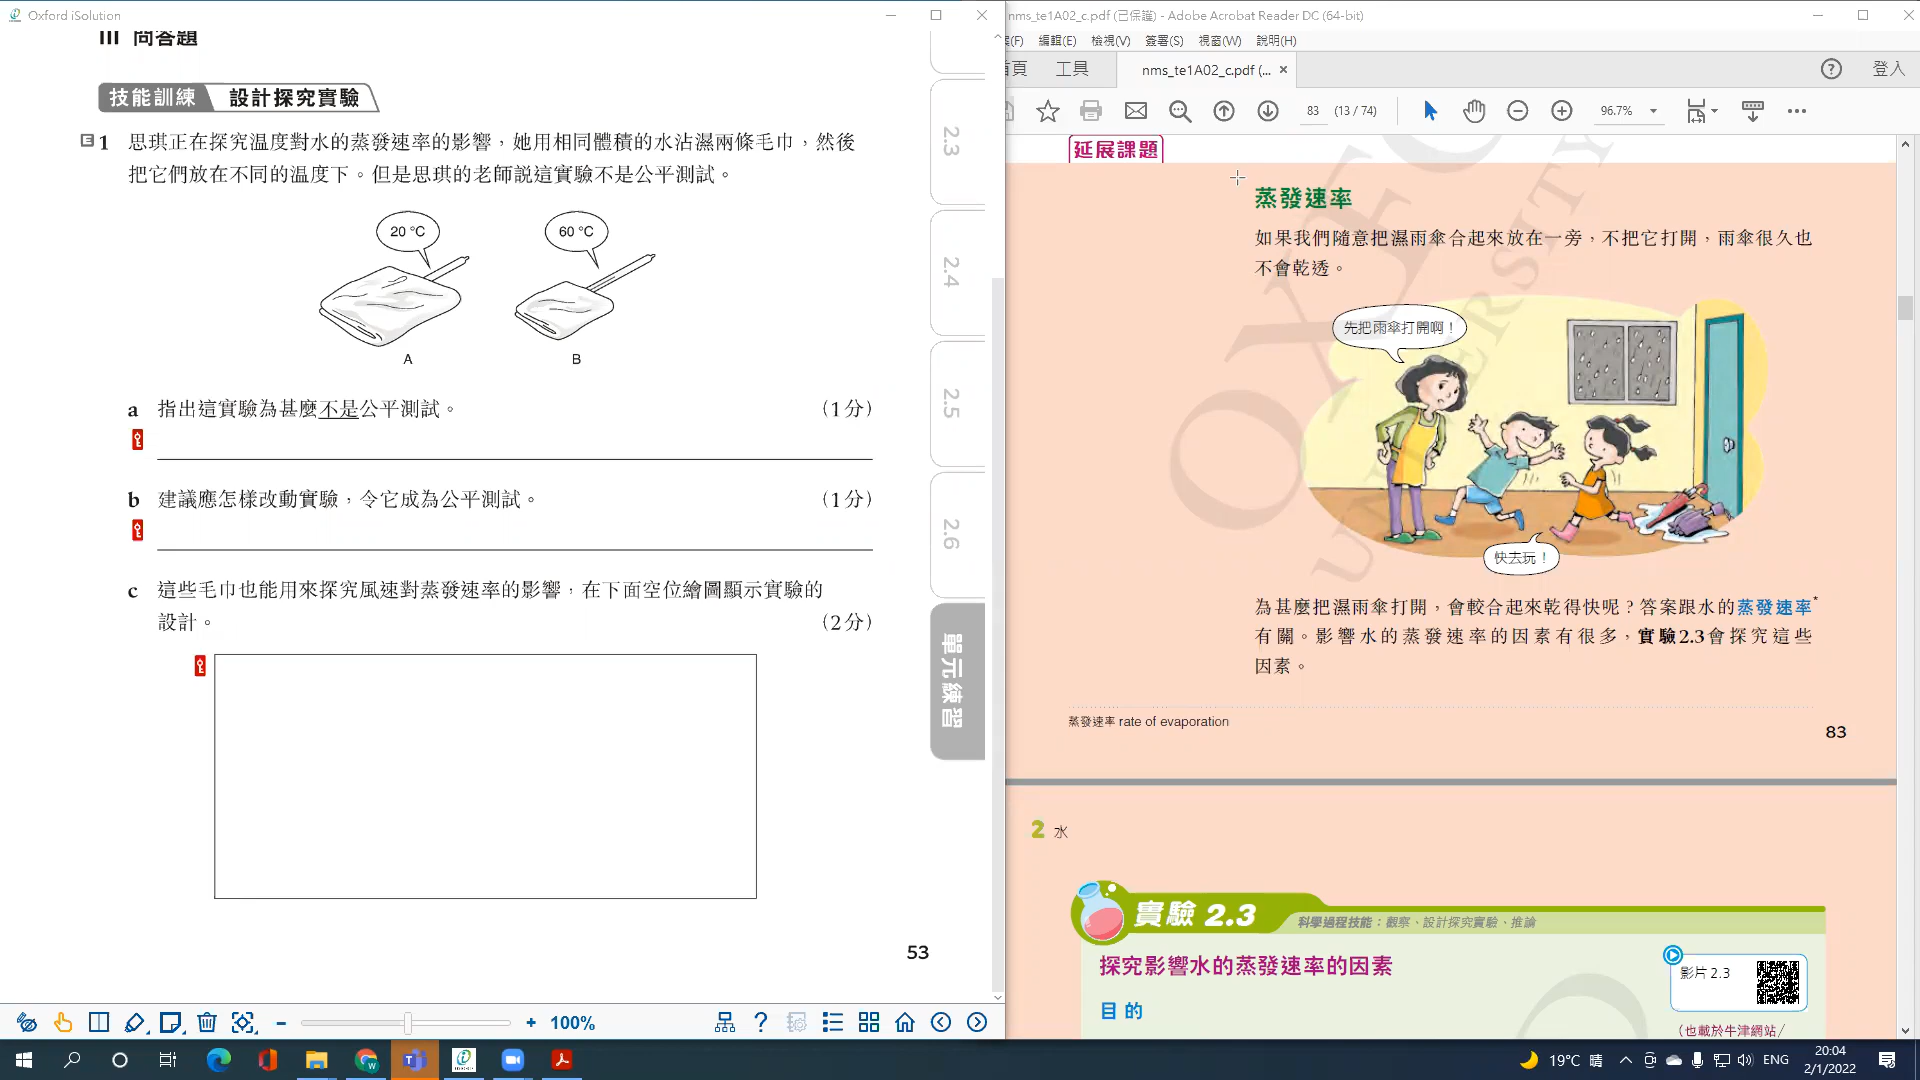 Oxford iSolution
III 問答題
技能訓練 設計探究實驗
E 1 思琪正在探究溫度對水的蒸發速率的影響，她用相同體積的水沾濕兩條毛巾，然後
把它們放在不同的溫度下。但是思琪的老師說這實驗不是公平測試。
20 °C
60 °C
A
B
a 指出這實驗為甚麼不是公平測試。 （1分）
b 建議應怎樣改動實驗，令它成為公平測試。 （1分）
c 這些毛巾也能用來探究風速對蒸發速率的影響，在下面空位繪圖顯示實驗的
設計。 （2分）
53
2.3
2.4
2.5
2.6
單元練習
100%
nms_te1A02_c.pdf (已保護) - Adobe Acrobat Reader DC (64-bit)
(F) 編輯(E) 檢視(V) 簽署(S) 視窗(W) 說明(H)
首頁 工具 nms_te1A02_c.pdf (... × 登入
83 (13 / 74) 96.7%
延展課題
蒸發速率
如果我們隨意把濕雨傘合起來放在一旁，不把它打開，雨傘很久也
不會乾透。
先把雨傘打開啊！
快去玩！
為甚麼把濕雨傘打開，會較合起來乾得快呢？答案跟水的蒸發速率*
有關。影響水的蒸發速率的因素有很多，實驗2.3會探究這些
因素。
蒸發速率 rate of evaporation
83
2 水
實驗 2.3 科學過程技能：觀察、設計探究實驗、推論
探究影響水的蒸發速率的因素
影片 2.3
目的
（也載於牛津網站/
19°C 晴
ENG
20:04
2/1/2022